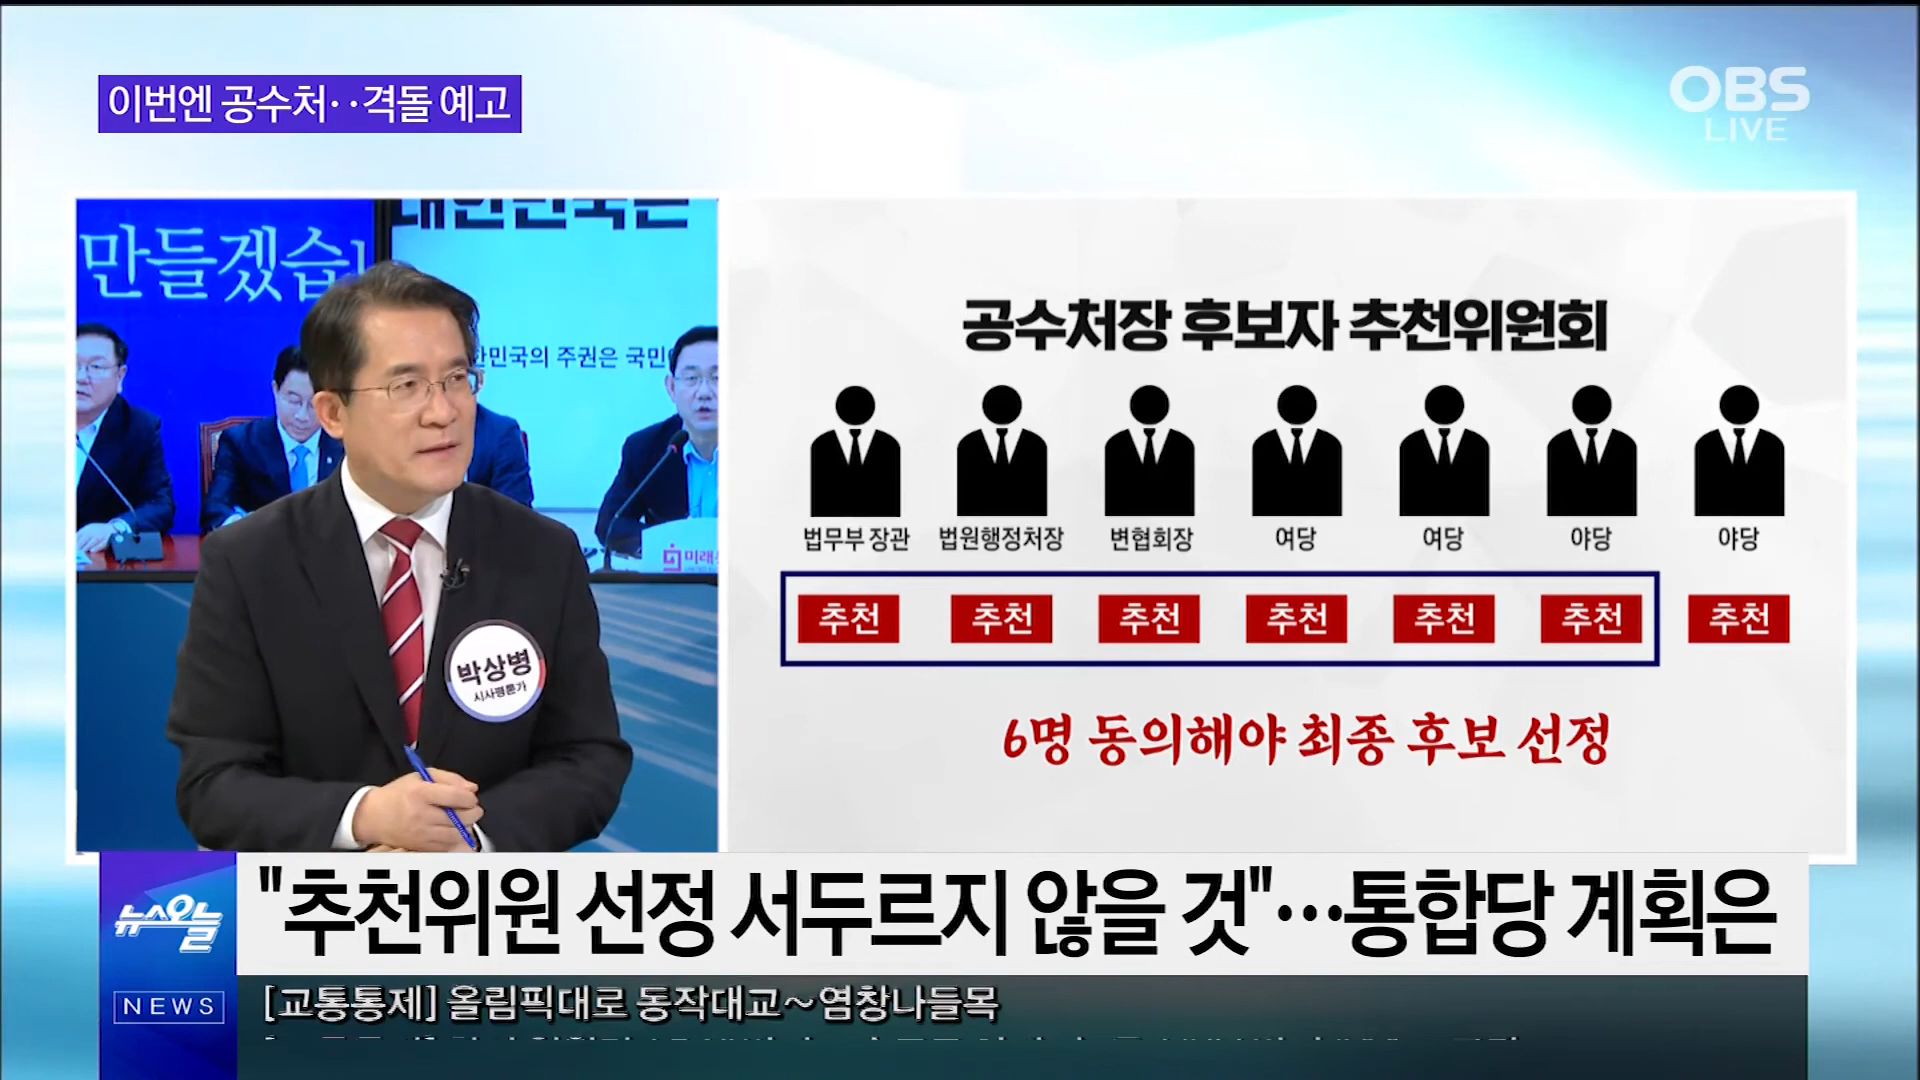 이번엔 공수처‥격돌 예고
OBS
LIVE
만들겠습니
대한민국은
한민국의 주권은 국민
미래
박상병
시사평론가
공수처장 후보자 추천위원회
법무부 장관 법원행정처장 변협회장 여당 여당 야당 야당
추천 추천 추천 추천 추천 추천 추천
6명 동의해야 최종 후보 선정
뉴스오늘
NEWS
"추천위원 선정 서두르지 않을 것"…통합당 계획은
[교통통제] 올림픽대로 동작대교~염창나들목